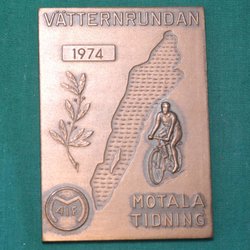 VÄTTERNRUNDAN
1974
MOTALA
TIDNING